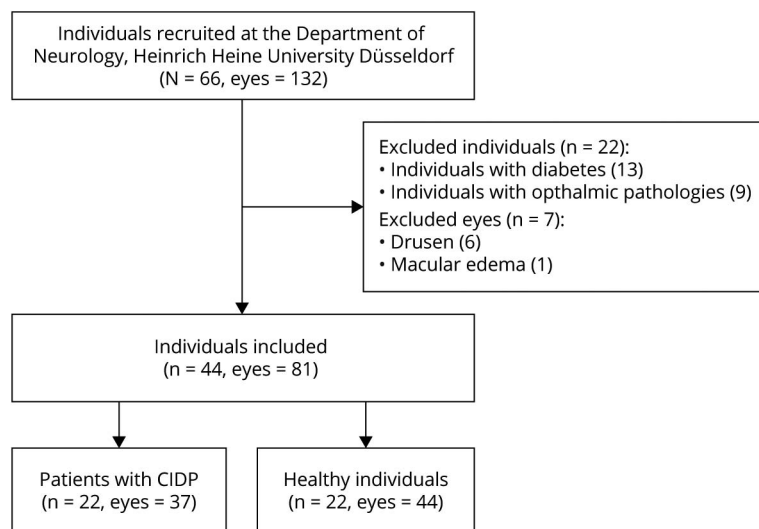 Individuals recruited at the Department of
Neurology, Heinrich Heine University Düsseldorf
(N = 66, eyes = 132)
Excluded individuals (n = 22):
• Individuals with diabetes (13)
• Individuals with opthalmic pathologies (9)
Excluded eyes (n = 7):
• Drusen (6)
• Macular edema (1)
Individuals included
(n = 44, eyes = 81)
Patients with CIDP
(n = 22, eyes = 37)
Healthy individuals
(n = 22, eyes = 44)